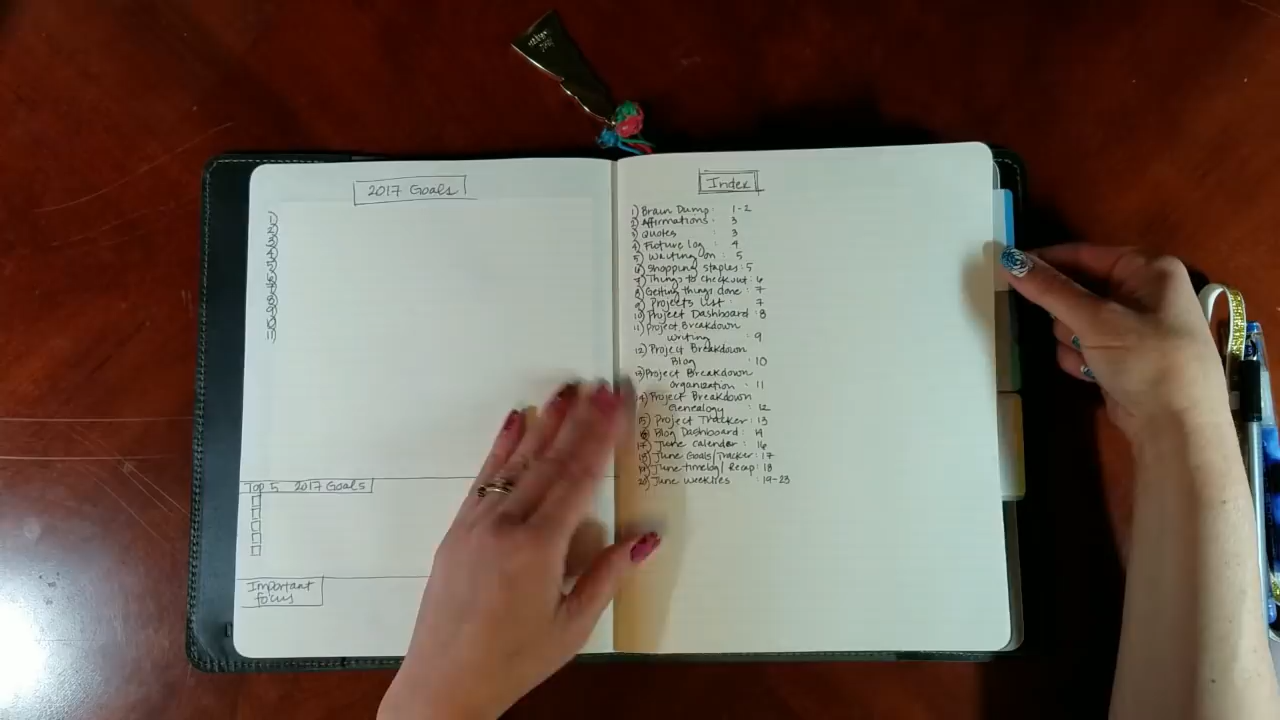 2017 Goals
1)
2)
3)
4)
5)
6)
7)
8)
9)
10)
11)
Top 5 2017 Goals
Important
focus
Index
1) Brain Dump : 1-2
2) Affirmations : 3
3) Quotes : 3
4) Future log : 4
5) Waiting on : 5
6) Shopping staples : 5
7) Things to checkout : 6
8) Getting things done : 7
9) Projects List : 7
10) Project Dashboard : 8
11) Project Breakdown
Writing : 9
12) Project Breakdown
Blog : 10
13) Project Breakdown
Organization : 11
14) Project Breakdown
Genealogy : 12
15) Project Tracker : 13
16) Blog Dashboard : 14
17) June calendar : 16
18) June Goals/Tracker : 17
19) June timelog/Recap : 18
20) June weeklies : 19-23